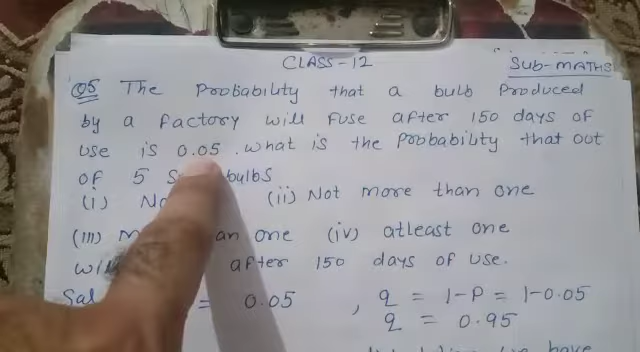 CLASS-12
SUB-MATHS
Q5 The Probability that a bulb Produced
by a factory will Fuse after 150 days of
use is 0.05. what is the Probability that out
of 5 bulbs
(i) (ii) Not more than one
(iii) an one (iv) atleast one
after 150 days of use.
Sol = 0.05 , q = 1-P = 1-0.05
q = 0.95
have